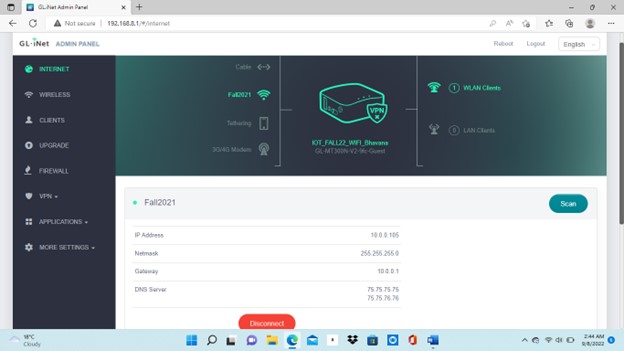 GL-iNet Admin Panel
Not secure | 192.168.8.1/#/internet
GL·iNet ADMIN PANEL
Reboot Logout English
INTERNET
WIRELESS
CLIENTS
UPGRADE
FIREWALL
VPN
APPLICATIONS
MORE SETTINGS
Cable
Fall2021
Tethering
3G/4G Modem
VPN
IOT_FALL22_WIFI_Bhavana
GL-MT300N-V2-9fc-Guest
1 WLAN Clients
0 LAN Clients
Fall2021
Scan
IP Address 10.0.0.105
Netmask 255.255.255.0
Gateway 10.0.0.1
DNS Server 75.75.75.75
75.75.76.76
Disconnect
18°C
Cloudy
2:44 AM
9/8/2022